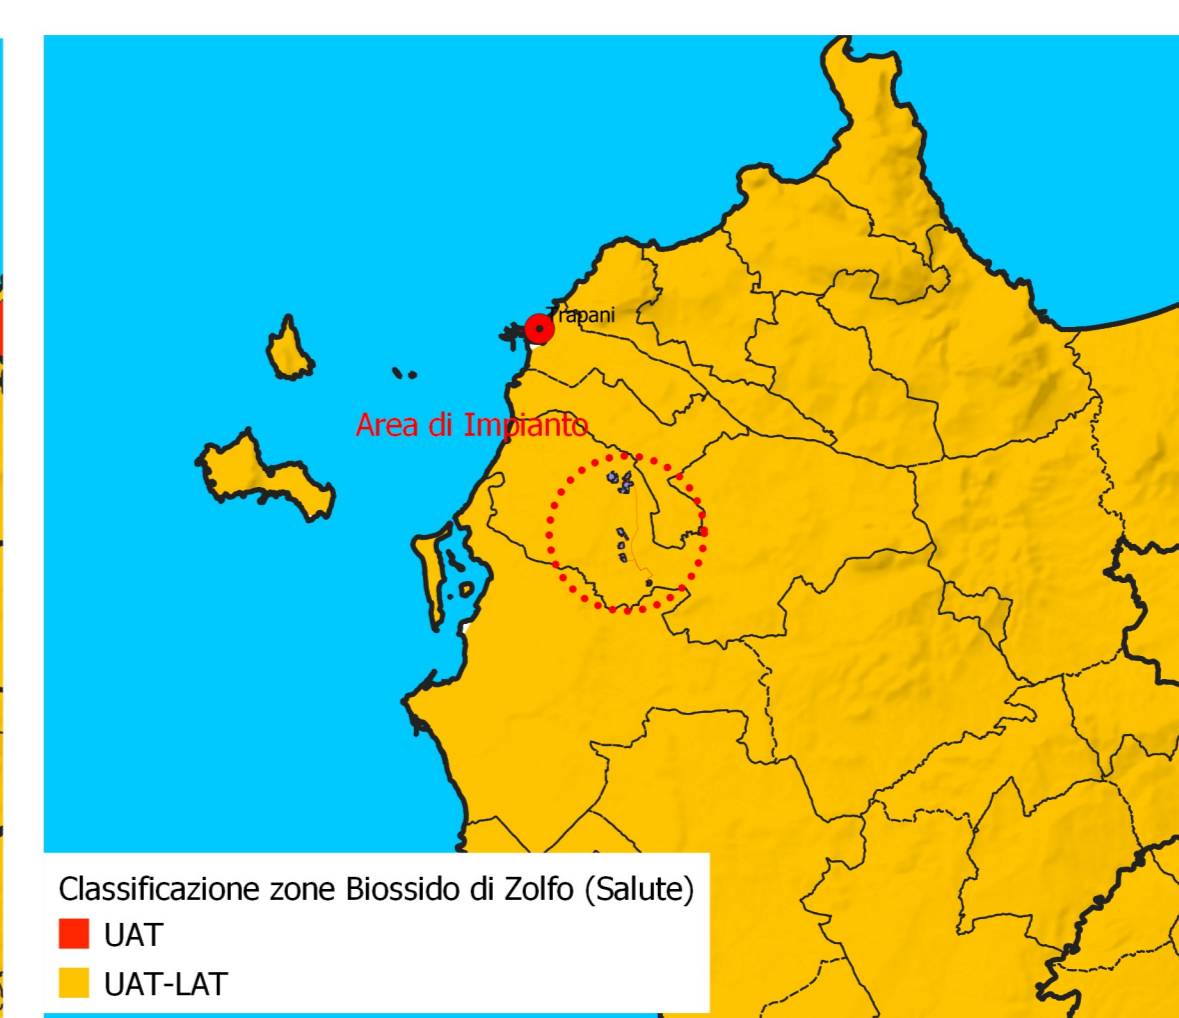 Trapani
Area di Impianto
Classificazione zone Biossido di Zolfo (Salute)
UAT
UAT-LAT